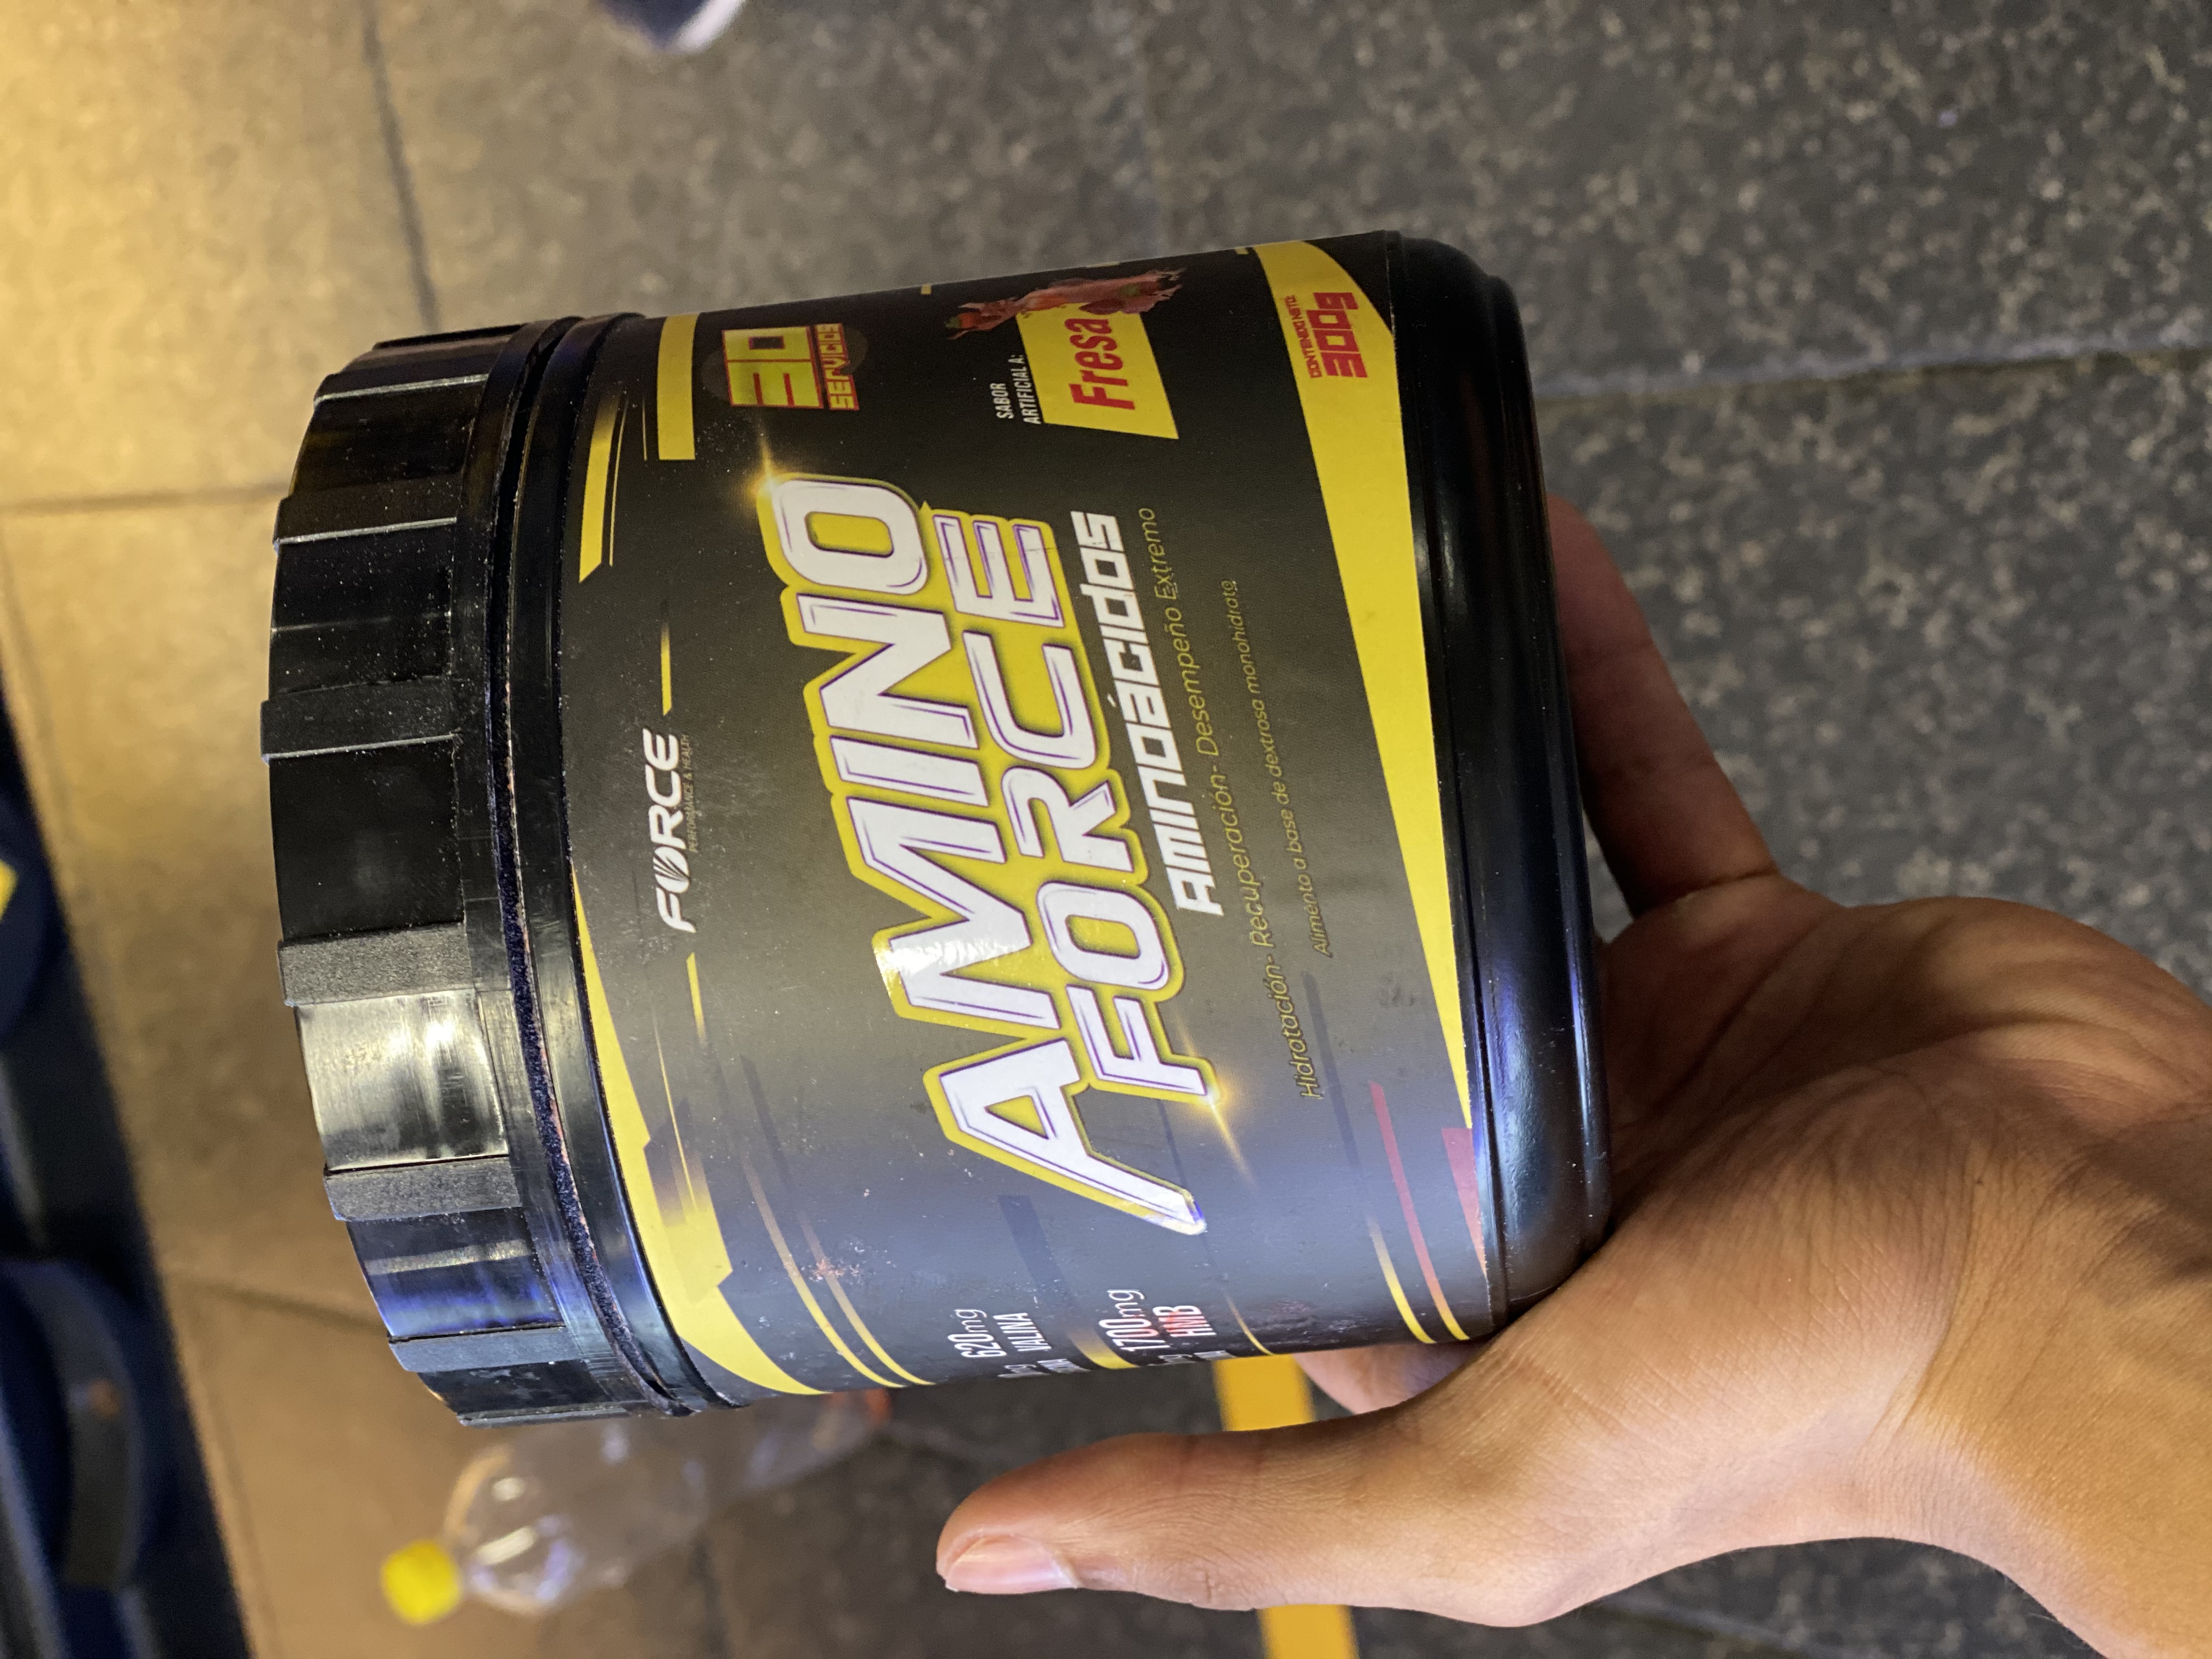 FORCE
PERFORMANCE & HEALTH
30
SERVICIOS
AMINO
FORCE
AMINOÁCIDOS
Hidratación- Recuperación- Desempeño Extremo
Alimento a base de dextrosa monohidrato
620mg
VALINA
1700mg
HMB
SABOR
ARTIFICIAL A:
Fresa
CONTENIDO NETO:
300g